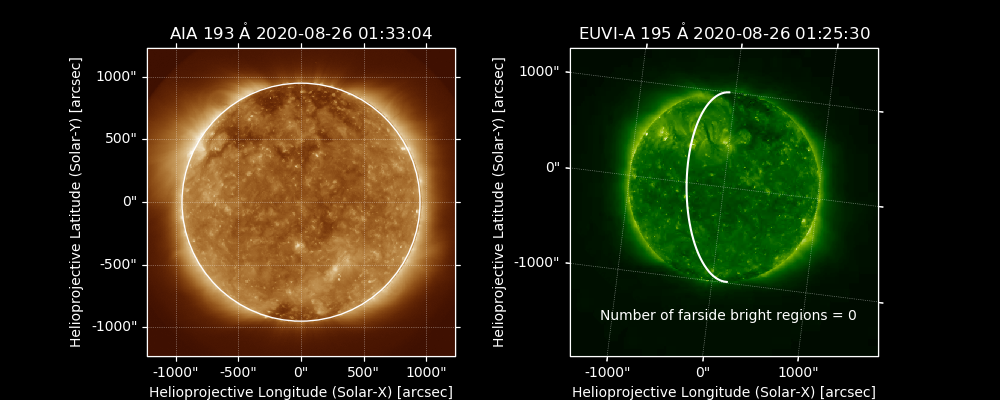 AIA 193 Å 2020-08-26 01:33:04
1000"
500"
0"
-500"
-1000"
-1000" -500" 0" 500" 1000"
Helioprojective Longitude (Solar-X) [arcsec]
Helioprojective Latitude (Solar-Y) [arcsec]
EUVI-A 195 Å 2020-08-26 01:25:30
1000"
0"
-1000"
Number of farside bright regions = 0
-1000" 0" 1000"
Helioprojective Longitude (Solar-X) [arcsec]
Helioprojective Latitude (Solar-Y) [arcsec]